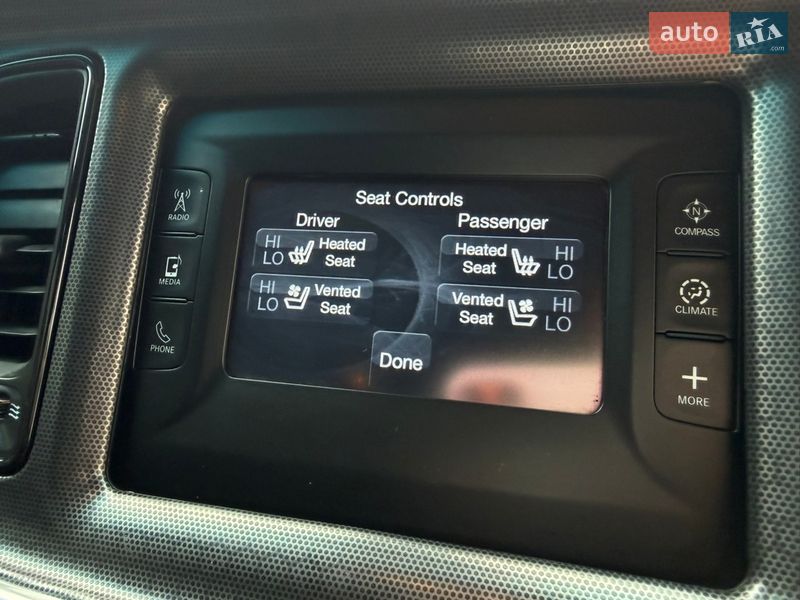 auto RIA .com
Seat Controls
Driver
Passenger
HI
LO
Heated
Seat
Heated
Seat
HI
LO
HI
LO
Vented
Seat
Vented
Seat
HI
LO
Done
RADIO
MEDIA
PHONE
N
COMPASS
CLIMATE
MORE